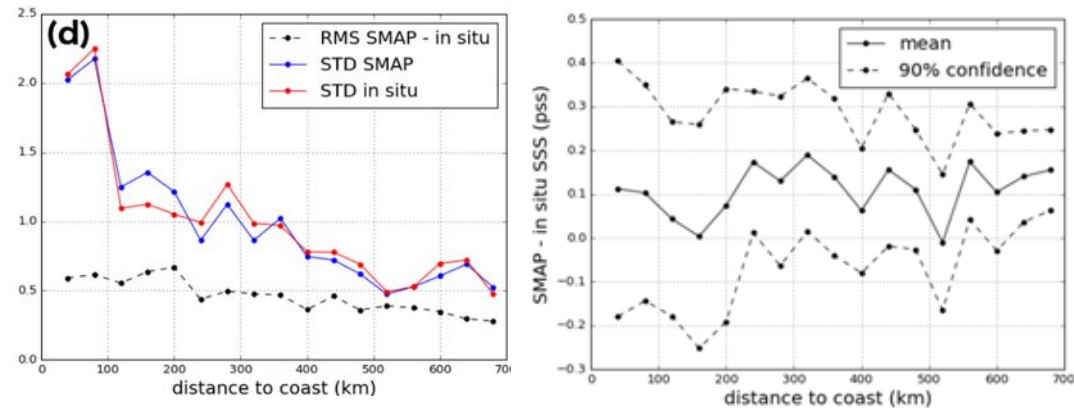 (d)
RMS SMAP - in situ
STD SMAP
STD in situ
2.5
2.0
1.5
1.0
0.5
0.0
0 100 200 300 400 500 600 700
distance to coast (km)
mean
90% confidence
SMAP - in situ SSS (pss)
0.5
0.4
0.3
0.2
0.1
0.0
−0.1
−0.2
−0.3
0 100 200 300 400 500 600 700
distance to coast (km)